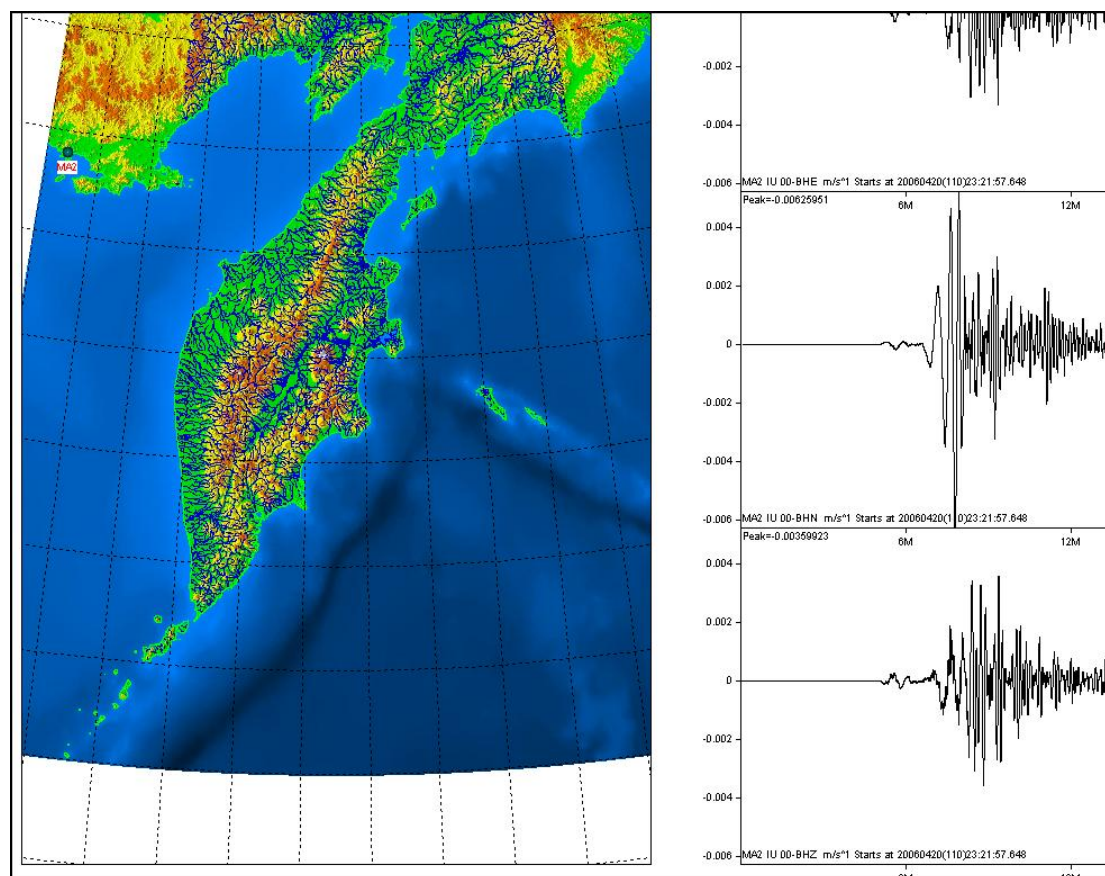 MA2
-0.002
-0.004
-0.006
MA2 IU 00-BHE m/s^1 Starts at 20060420(110)23:21:57.648
Peak=-0.00625951
6M
12M
0.004
0.002
0
-0.002
-0.004
-0.006
MA2 IU 00-BHN m/s^1 Starts at 20060420(110)23:21:57.648
Peak=-0.00359923
6M
12M
0.004
0.002
0
-0.002
-0.004
-0.006
MA2 IU 00-BHZ m/s^1 Starts at 20060420(110)23:21:57.648